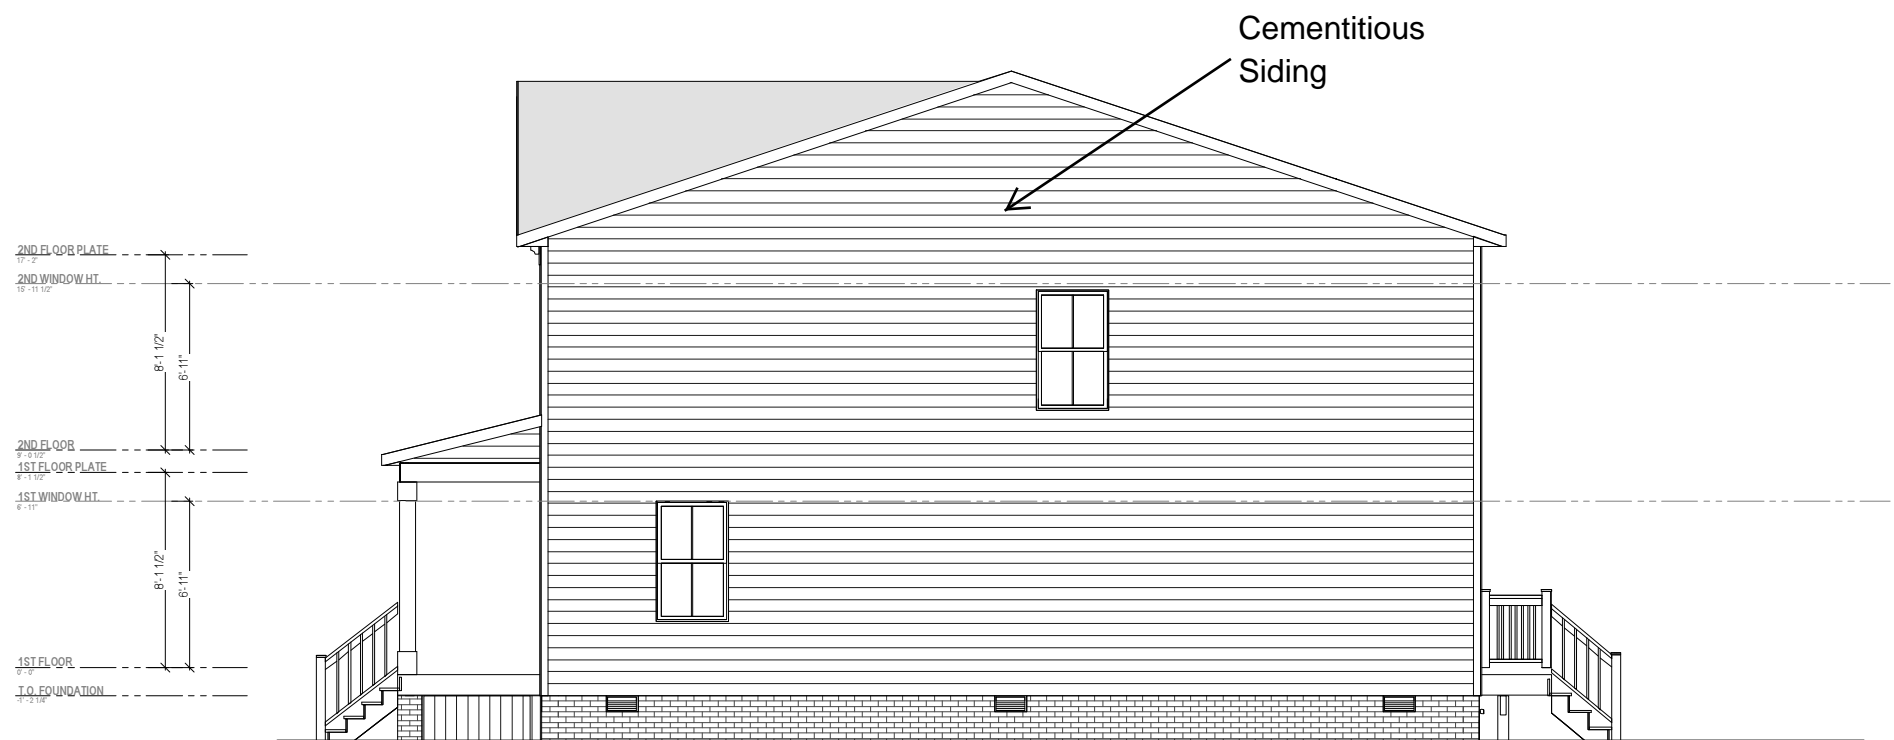 Cementitious
Siding
2ND FLOOR PLATE
17' - 2"
2ND WINDOW HT.
15' - 11 1/2"
8'-1 1/2"
6'-11"
2ND FLOOR
9' - 0 1/2"
1ST FLOOR PLATE
8' - 1 1/2"
1ST WINDOW HT.
6' - 11"
8'-1 1/2"
6'-11"
1ST FLOOR
0' - 0"
T.O. FOUNDATION
-1' - 2 1/4"